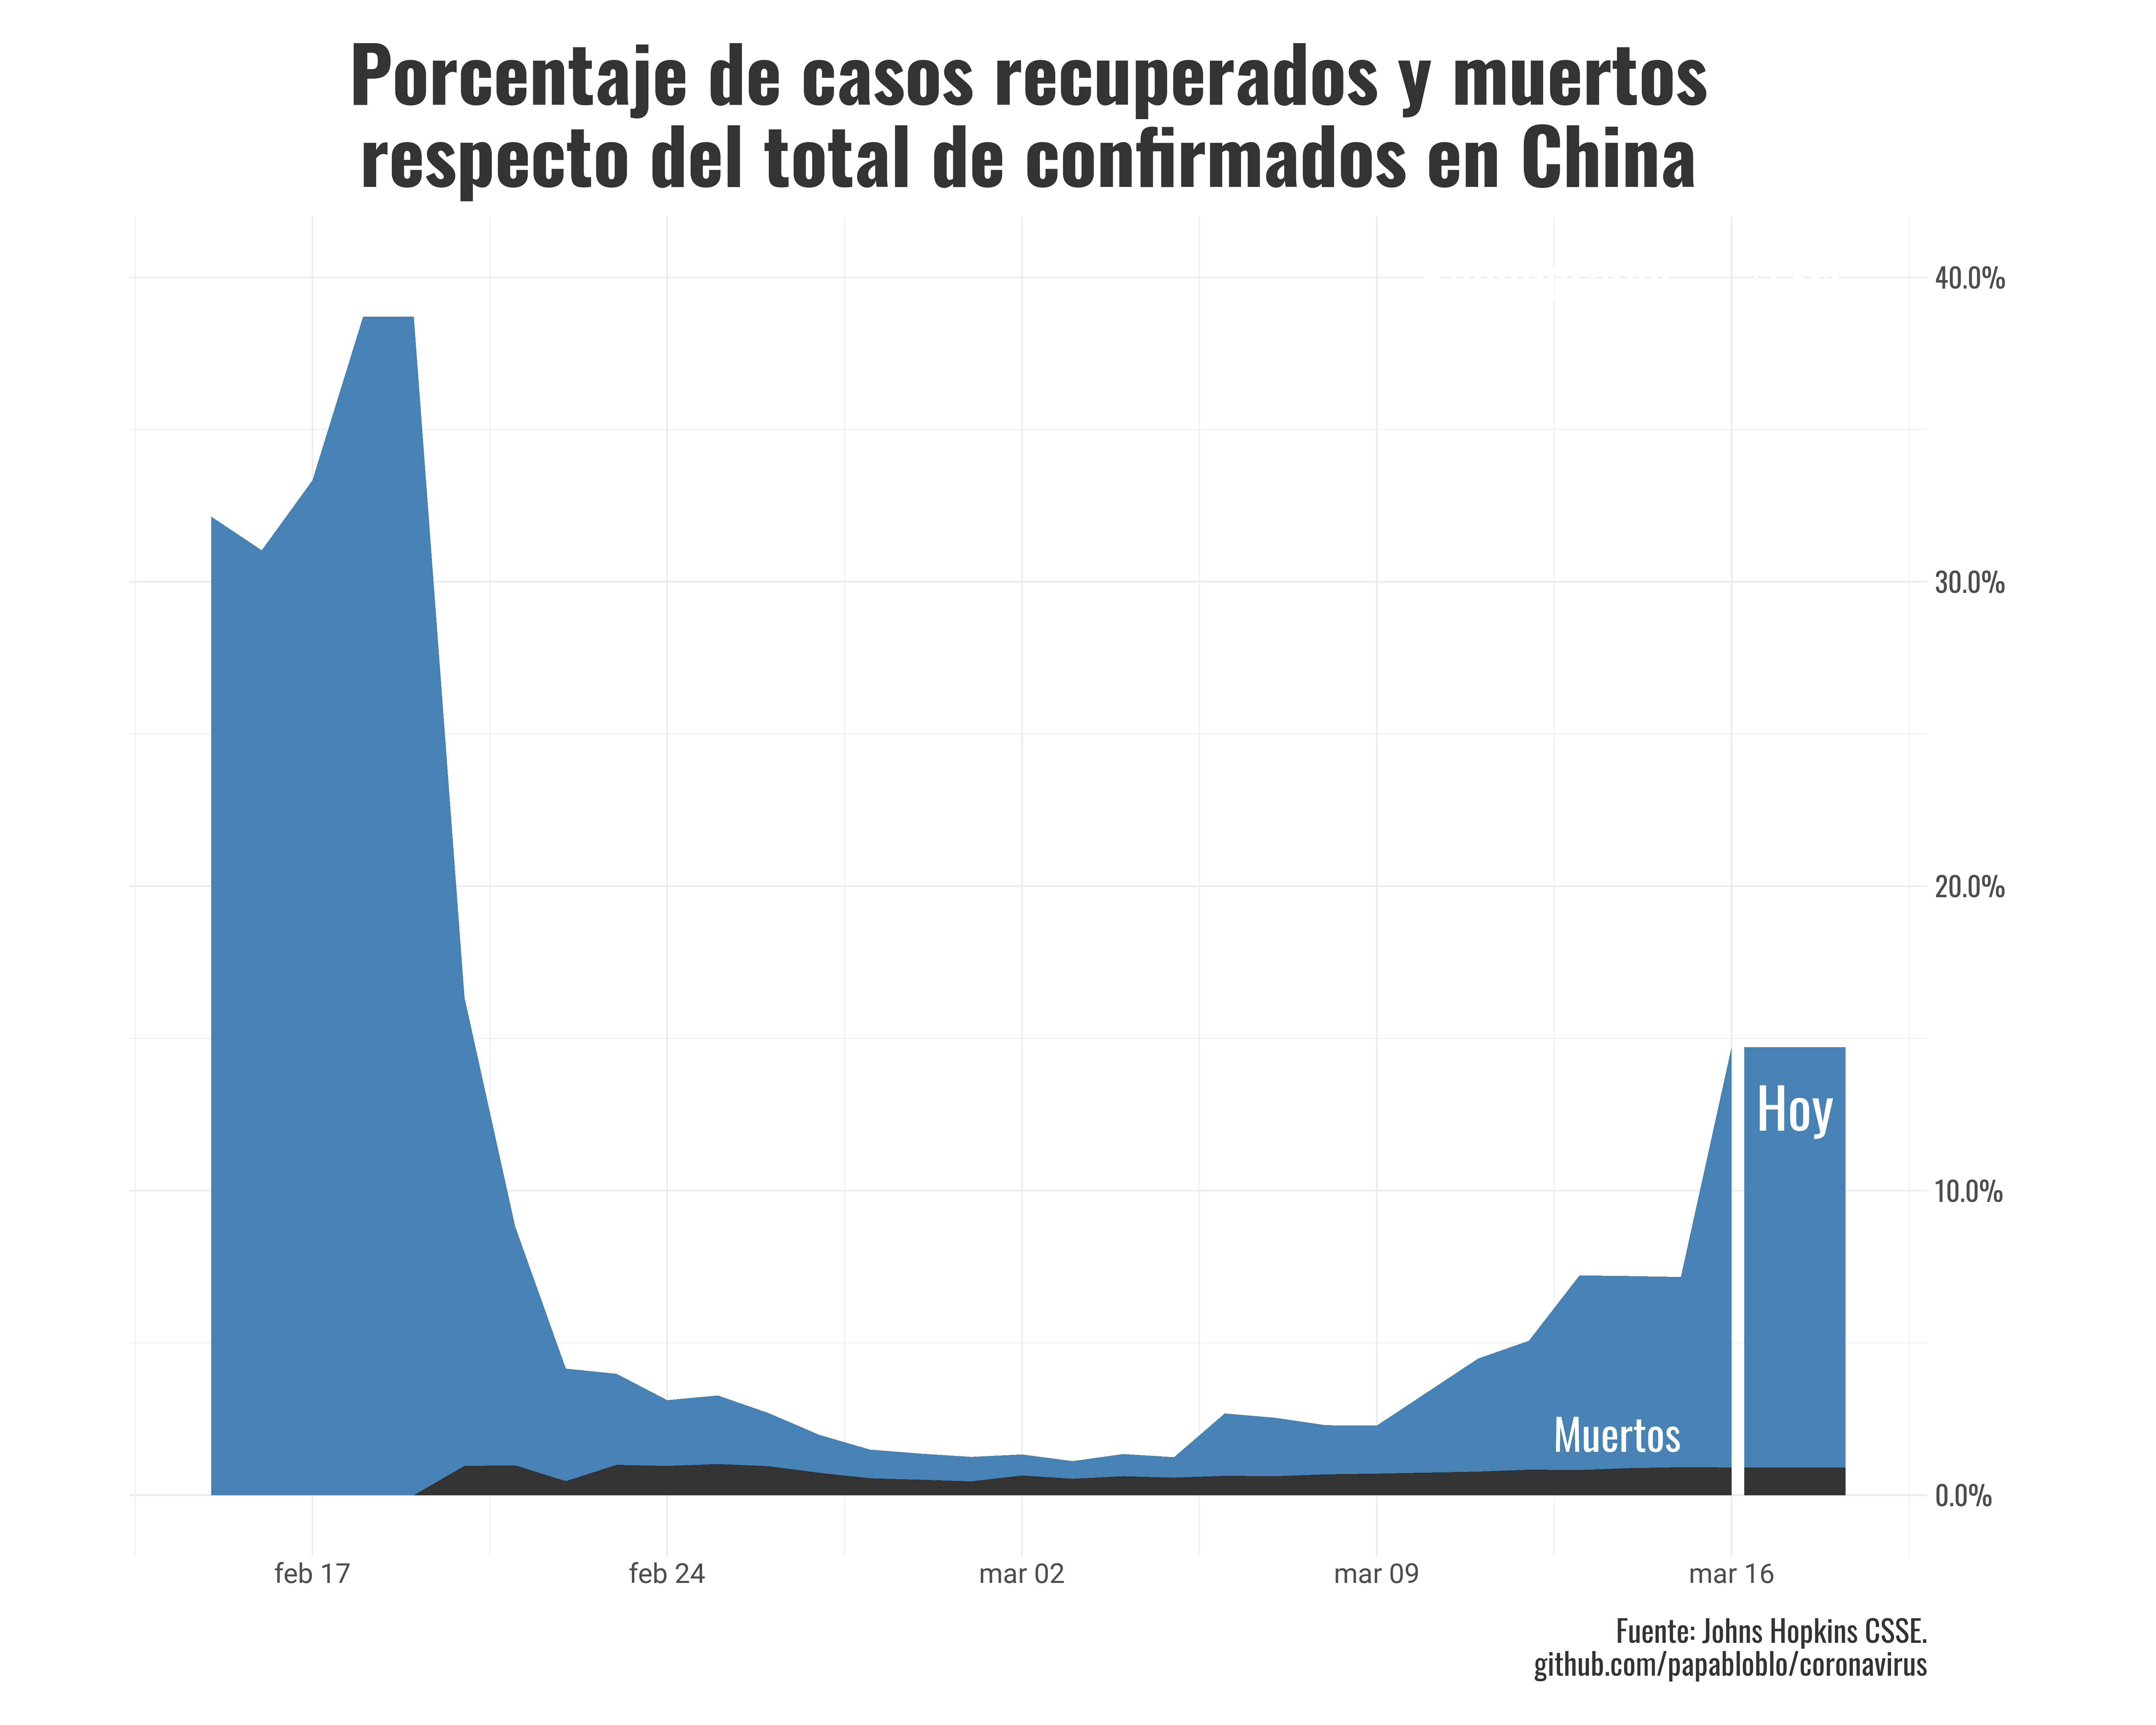 Porcentaje de casos recuperados y muertos
respecto del total de confirmados en China
40.0%
30.0%
20.0%
10.0%
0.0%
Hoy
Muertos
feb 17
feb 24
mar 02
mar 09
mar 16
Fuente: Johns Hopkins CSSE.
github.com/papabloblo/coronavirus